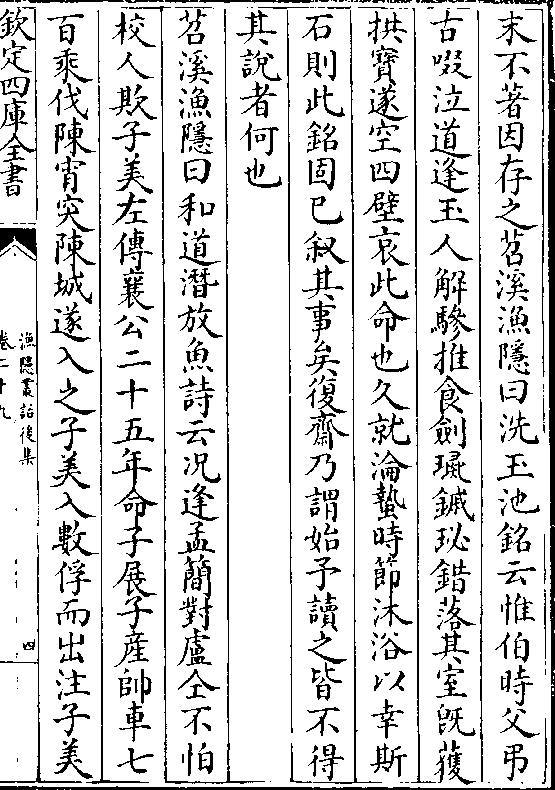 末不著因存之苕溪漁隱曰洗玉池銘云惟伯時父弔
古啜泣道逢玉人解驂推食劍璏鏚珌錯落其室旣獲
拱寶遂空四壁哀此命也久就淪蟄時節沐浴以幸斯
石則此銘固已叙其事矣復齋乃謂始予讀之皆不得
其說者何也
苕溪漁隱曰和道潛放魚詩云况逢孟簡對盧仝不怕
校人欺子美左傳襄公二十五年命子展子產帥車七
百乘伐陳宵突陳城遂入之子美入數俘而出注子美
欽定四庫全書
漁隱叢話後集
卷二十九
四